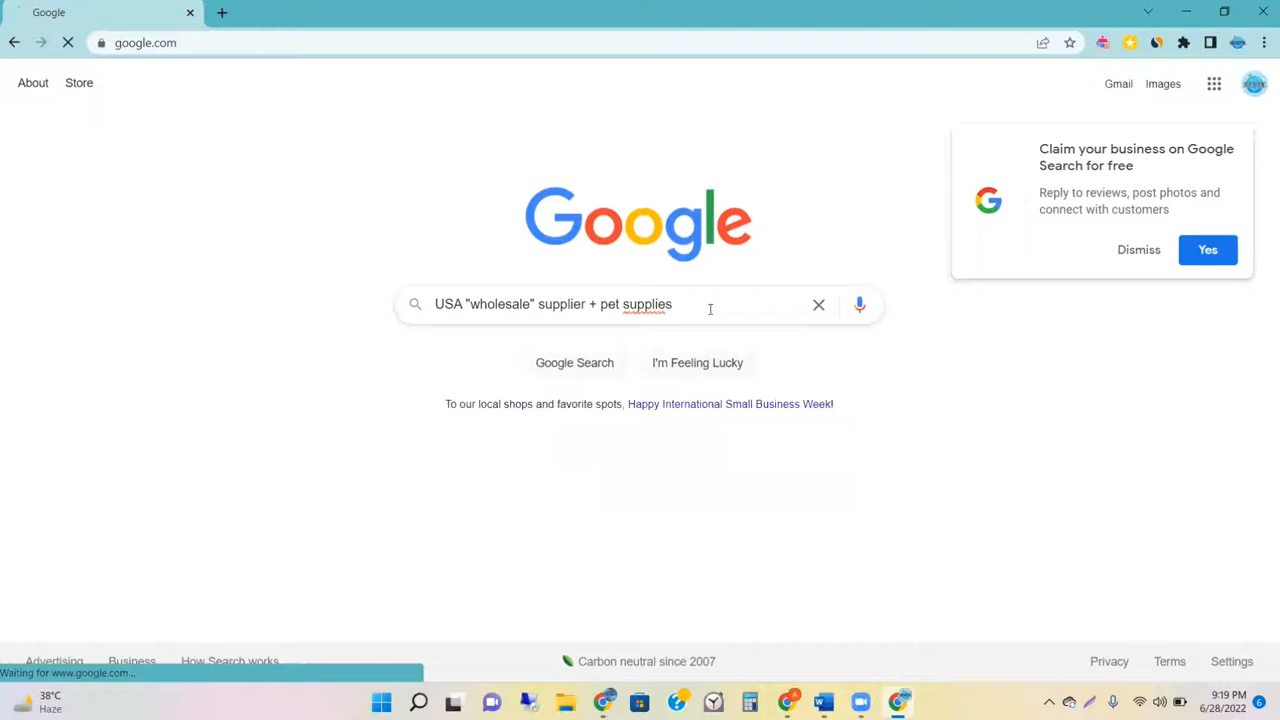 Google
google.com
About Store
Gmail Images
Claim your business on Google
Search for free
Reply to reviews, post photos and
connect with customers
Dismiss Yes
Google
USA "wholesale" supplier + pet supplies
Google Search I'm Feeling Lucky
To our local shops and favorite spots, Happy International Small Business Week!
Advertising Business How Search works
Carbon neutral since 2007
Privacy Terms Settings
Waiting for www.google.com...
38°C
Haze
9:19 PM
6/28/2022
6